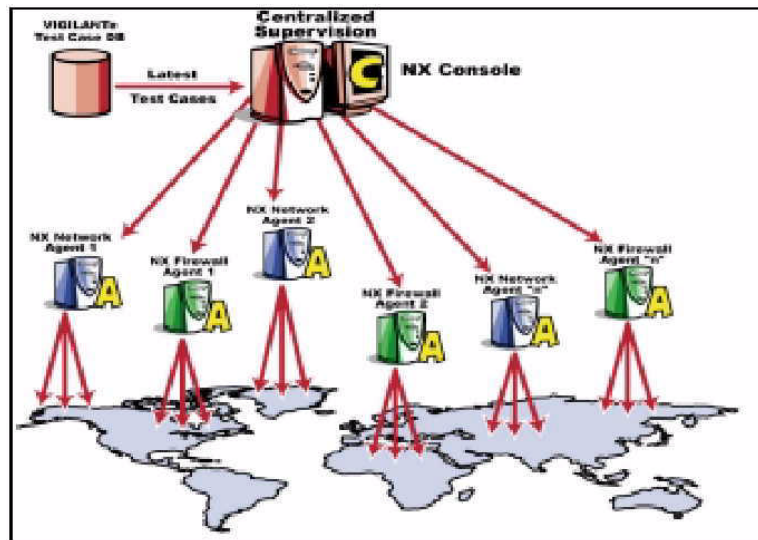 VIGILANTe
Test Case DB
Centralized
Supervision
NX Console
Latest
Test Cases
NX Network
Agent 1
NX Firewall
Agent 1
NX Network
Agent 2
NX Firewall
Agent 2
NX Network
Agent "n"
NX Firewall
Agent "n"
C
A
A
A
A
A
A